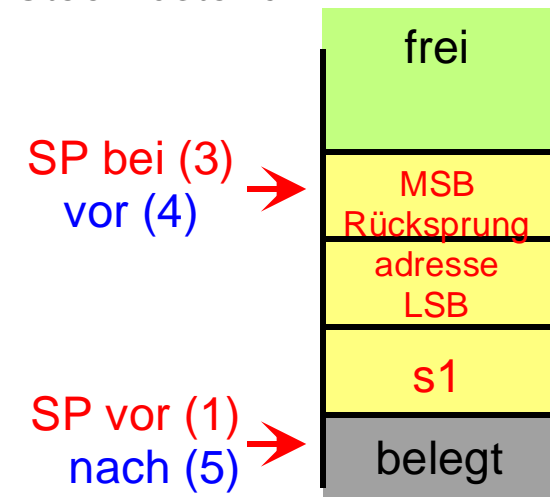 frei
SP bei (3)
vor (4)
MSB
Rücksprung
adresse
LSB
s1
SP vor (1)
nach (5)
belegt